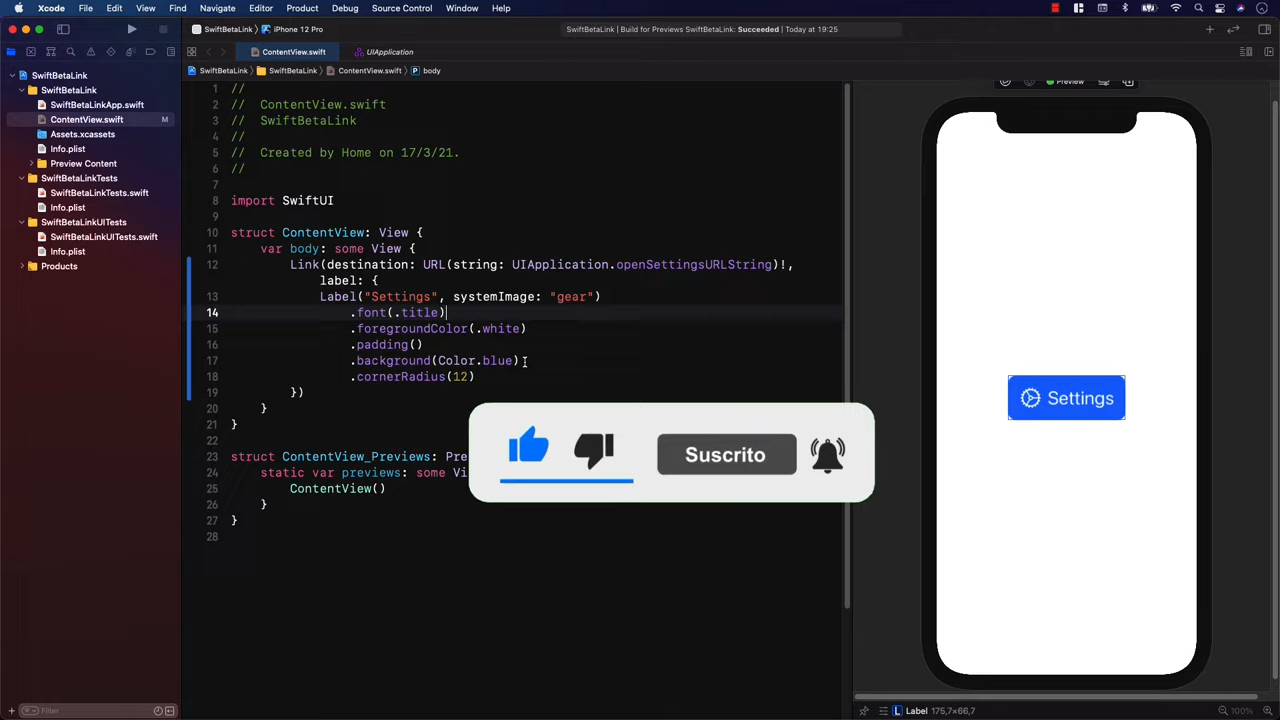 Xcode File Edit View Find Navigate Editor Product Debug Source Control Window Help
SwiftBetaLink 〉 iPhone 12 Pro
SwiftBetaLink | Build for Previews SwiftBetaLink: Succeeded | Today at 19:25
ContentView.swift
UIApplication
SwiftBetaLink 〉 SwiftBetaLink 〉 ContentView.swift 〉 P body
SwiftBetaLink
SwiftBetaLink
SwiftBetaLinkApp.swift
ContentView.swift M
Assets.xcassets
Info.plist
Preview Content
SwiftBetaLinkTests
SwiftBetaLinkTests.swift
Info.plist
SwiftBetaLinkUITests
SwiftBetaLinkUITests.swift
Info.plist
Products
Filter
1 //
2 // ContentView.swift
3 // SwiftBetaLink
4 //
5 // Created by Home on 17/3/21.
6 //
7
8 import SwiftUI
9
10 struct ContentView: View {
11 var body: some View {
12 Link(destination: URL(string: UIApplication.openSettingsURLString)!,
label: {
13 Label("Settings", systemImage: "gear")
14 .font(.title)
15 .foregroundColor(.white)
16 .padding()
17 .background(Color.blue)
18 .cornerRadius(12)
19 })
20 }
21 }
22
23 struct ContentView_Previews: Pre
24 static var previews: some Vi
25 ContentView()
26 }
27 }
28
Suscrito
Preview
Settings
L Label 175,7×66,7
100%